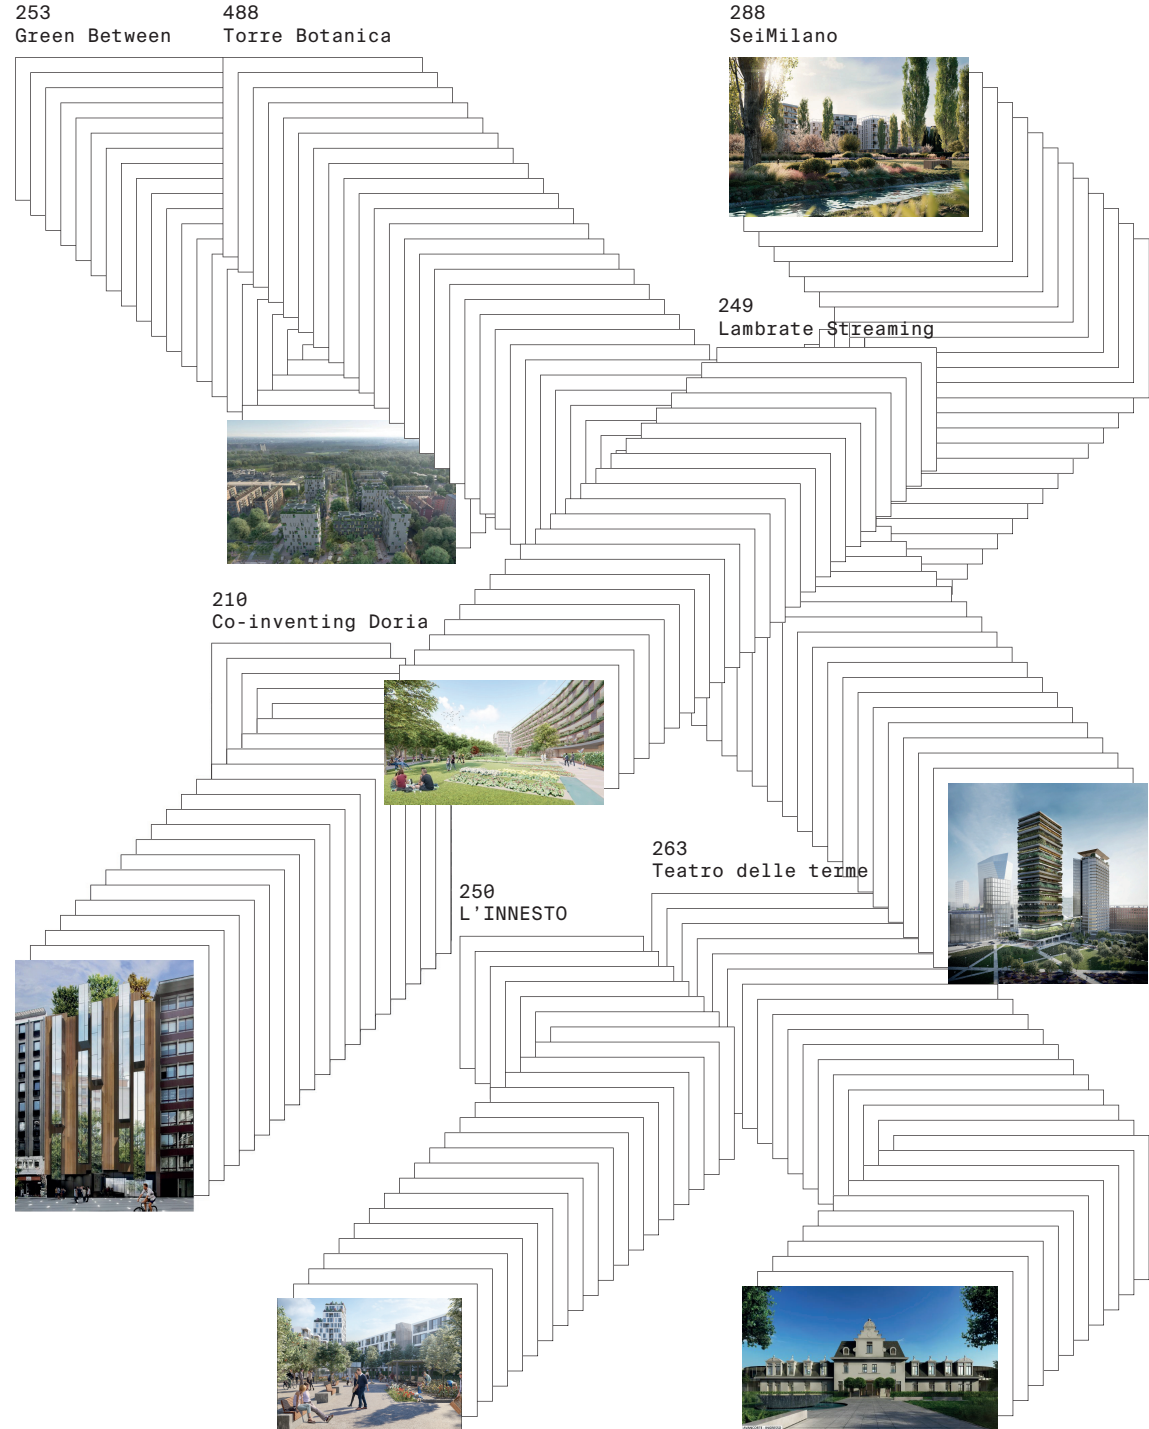 253
Green Between
488
Torre Botanica
288
SeiMilano
249
Lambrate Streaming
210
Co-inventing Doria
263
Teatro delle terme
250
L'INNESTO